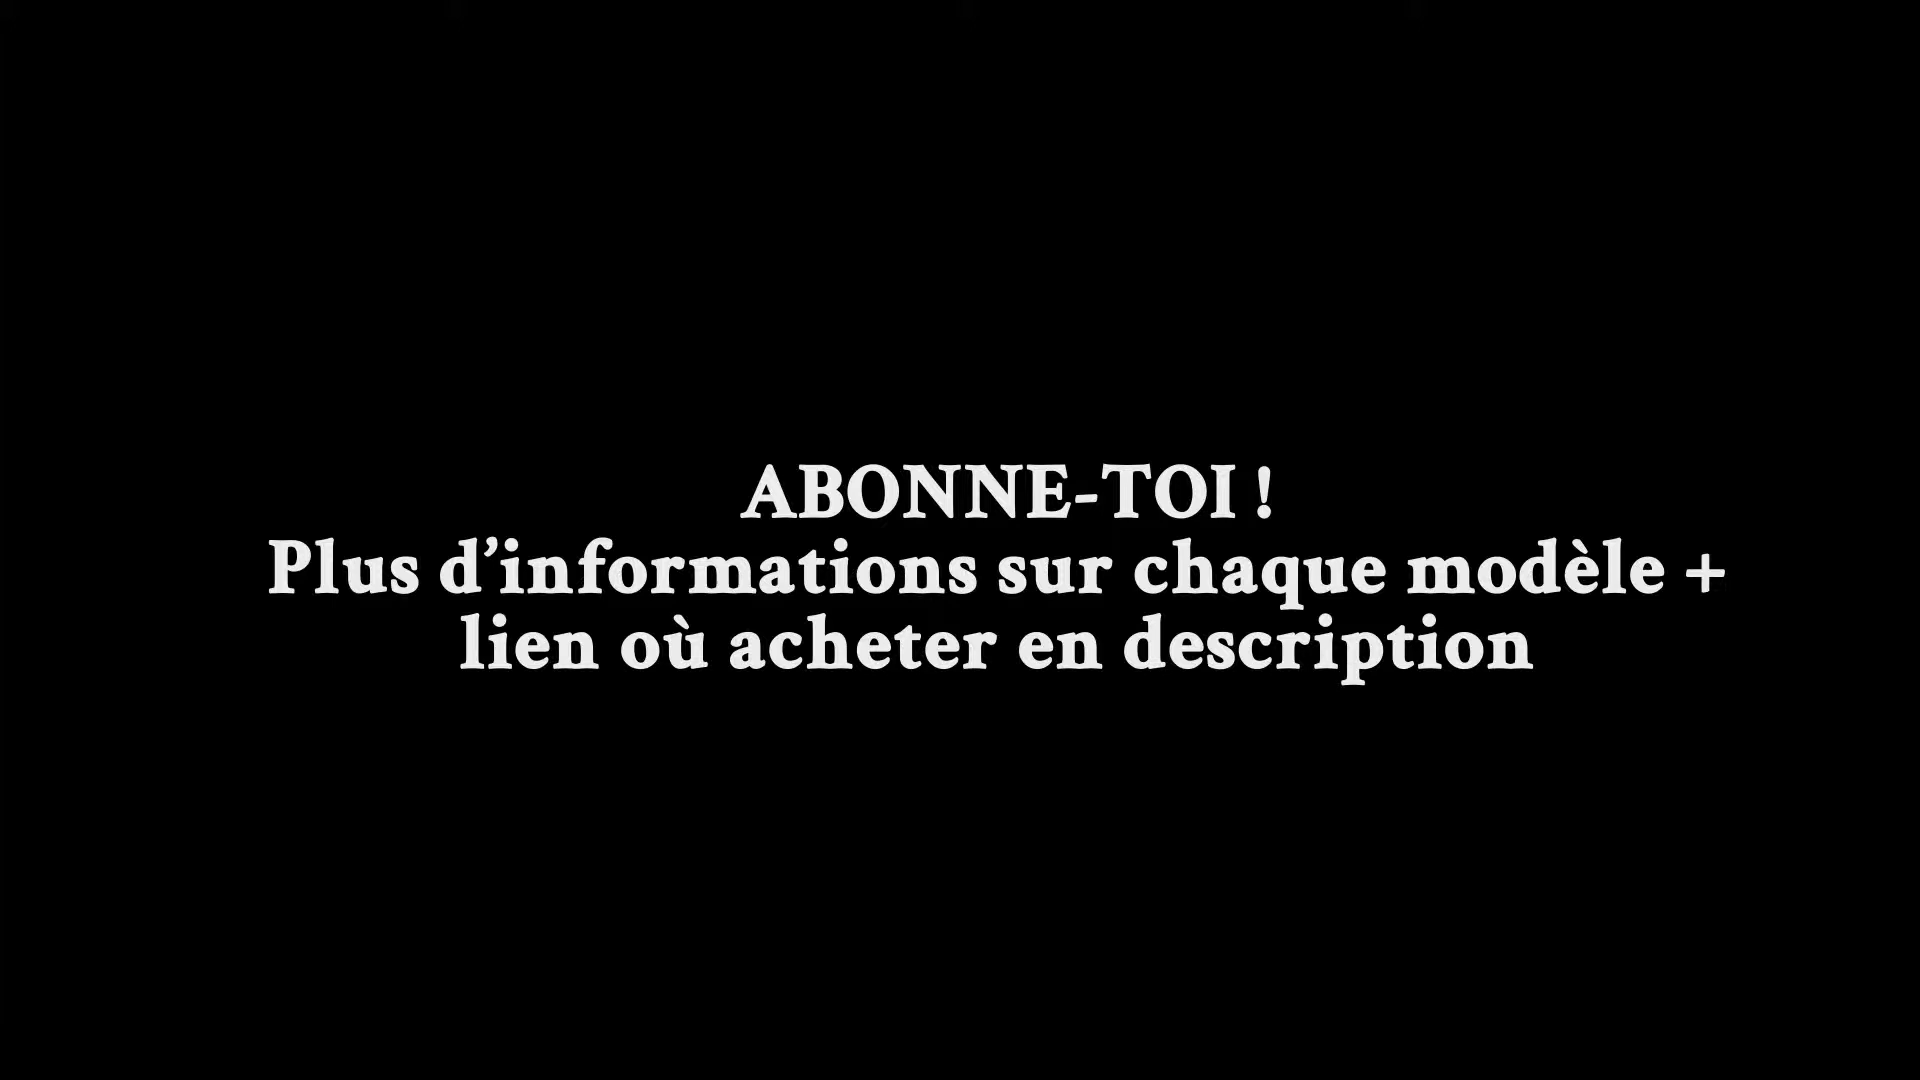 ABONNE-TOI !
Plus d’informations sur chaque modèle +
lien où acheter en description